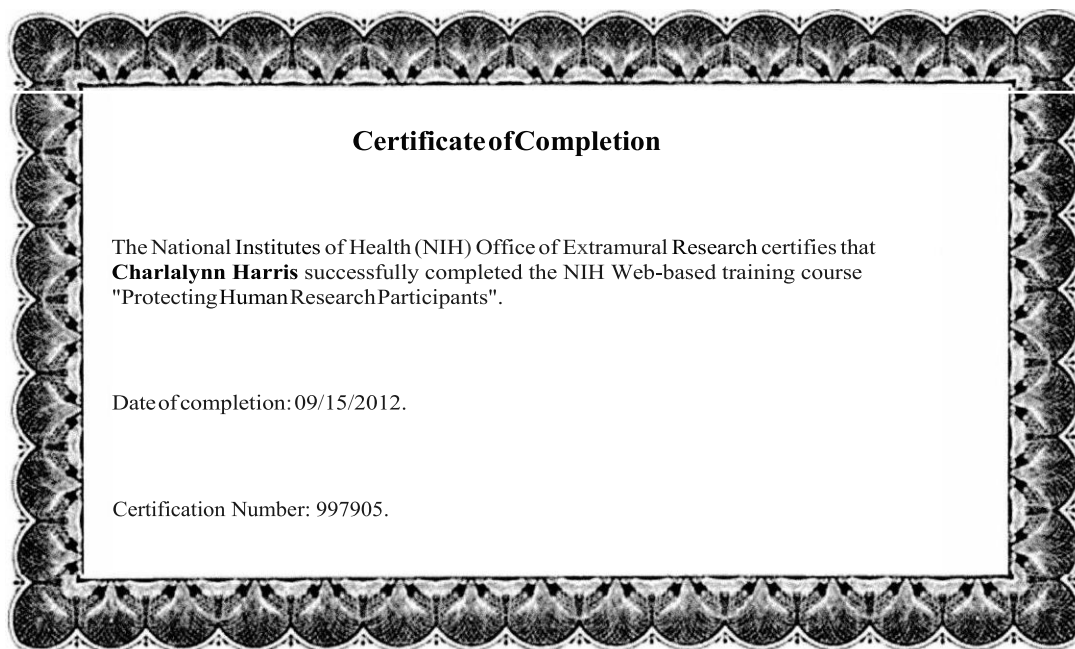 Certificate of Completion
The National Institutes of Health (NIH) Office of Extramural Research certifies that
Charlalynn Harris successfully completed the NIH Web-based training course
"Protecting Human Research Participants".
Date of completion: 09/15/2012.
Certification Number: 997905.